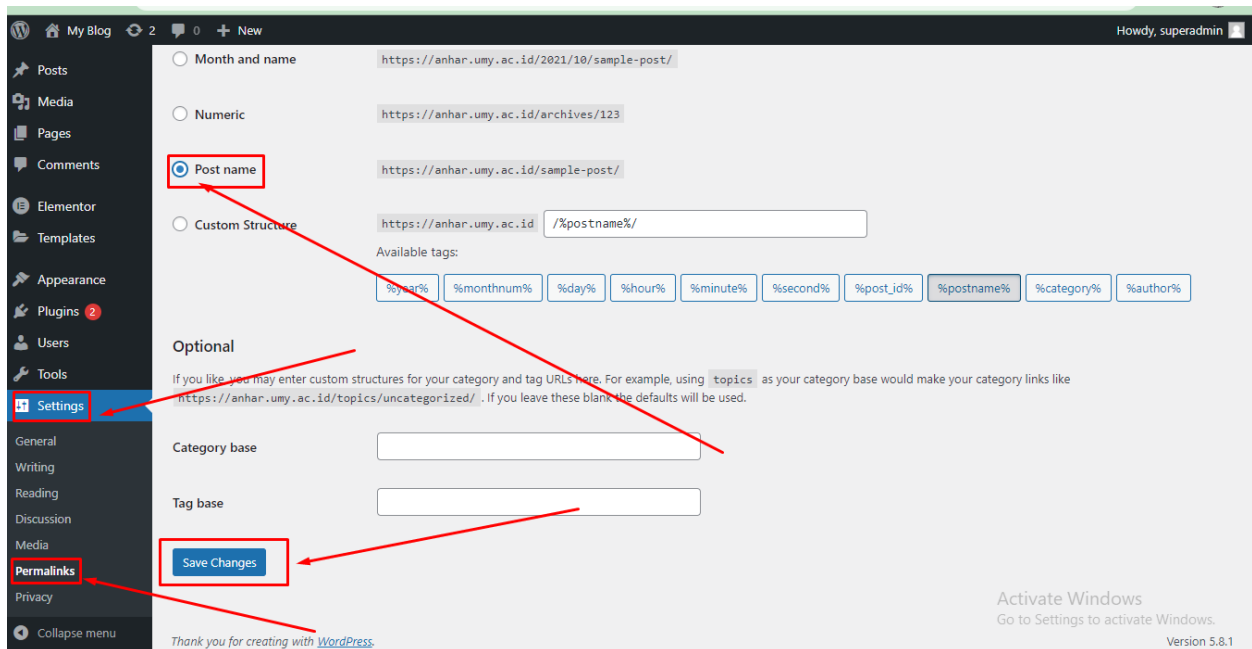 My Blog 2 0 + New Howdy, superadmin
Posts
Media
Pages
Comments
Elementor
Templates
Appearance
Plugins 2
Users
Tools
Settings
General
Writing
Reading
Discussion
Media
Permalinks
Privacy
Collapse menu
Month and name https://anhar.umy.ac.id/2021/10/sample-post/
Numeric https://anhar.umy.ac.id/archives/123
Post name https://anhar.umy.ac.id/sample-post/
Custom Structure https://anhar.umy.ac.id /%postname%/
Available tags:
%year% %monthnum% %day% %hour% %minute% %second% %post_id% %postname% %category% %author%
Optional
If you like, you may enter custom structures for your category and tag URLs here. For example, using topics as your category base would make your category links like
https://anhar.umy.ac.id/topics/uncategorized/ . If you leave these blank the defaults will be used.
Category base
Tag base
Save Changes
Activate Windows
Go to Settings to activate Windows.
Thank you for creating with WordPress. Version 5.8.1